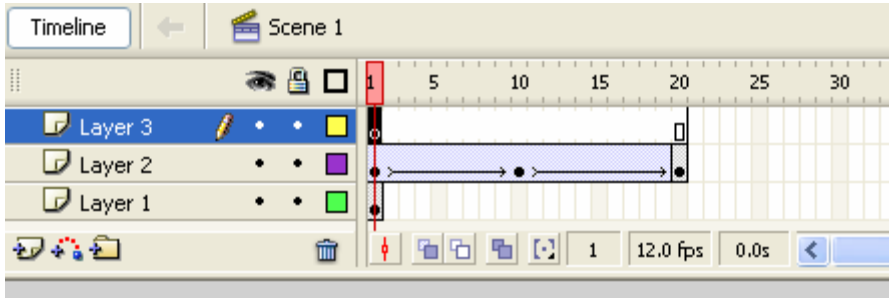 Timeline Scene 1
1 5 10 15 20 25 30
Layer 3
Layer 2
Layer 1
1 12.0 fps 0.0s